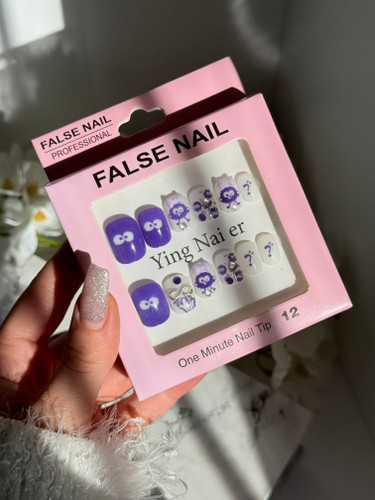 FALSE NAIL
PROFESSIONAL
FALSE NAIL
?
?
Ying Nai er
?
?
One Minute Nail Tip
12